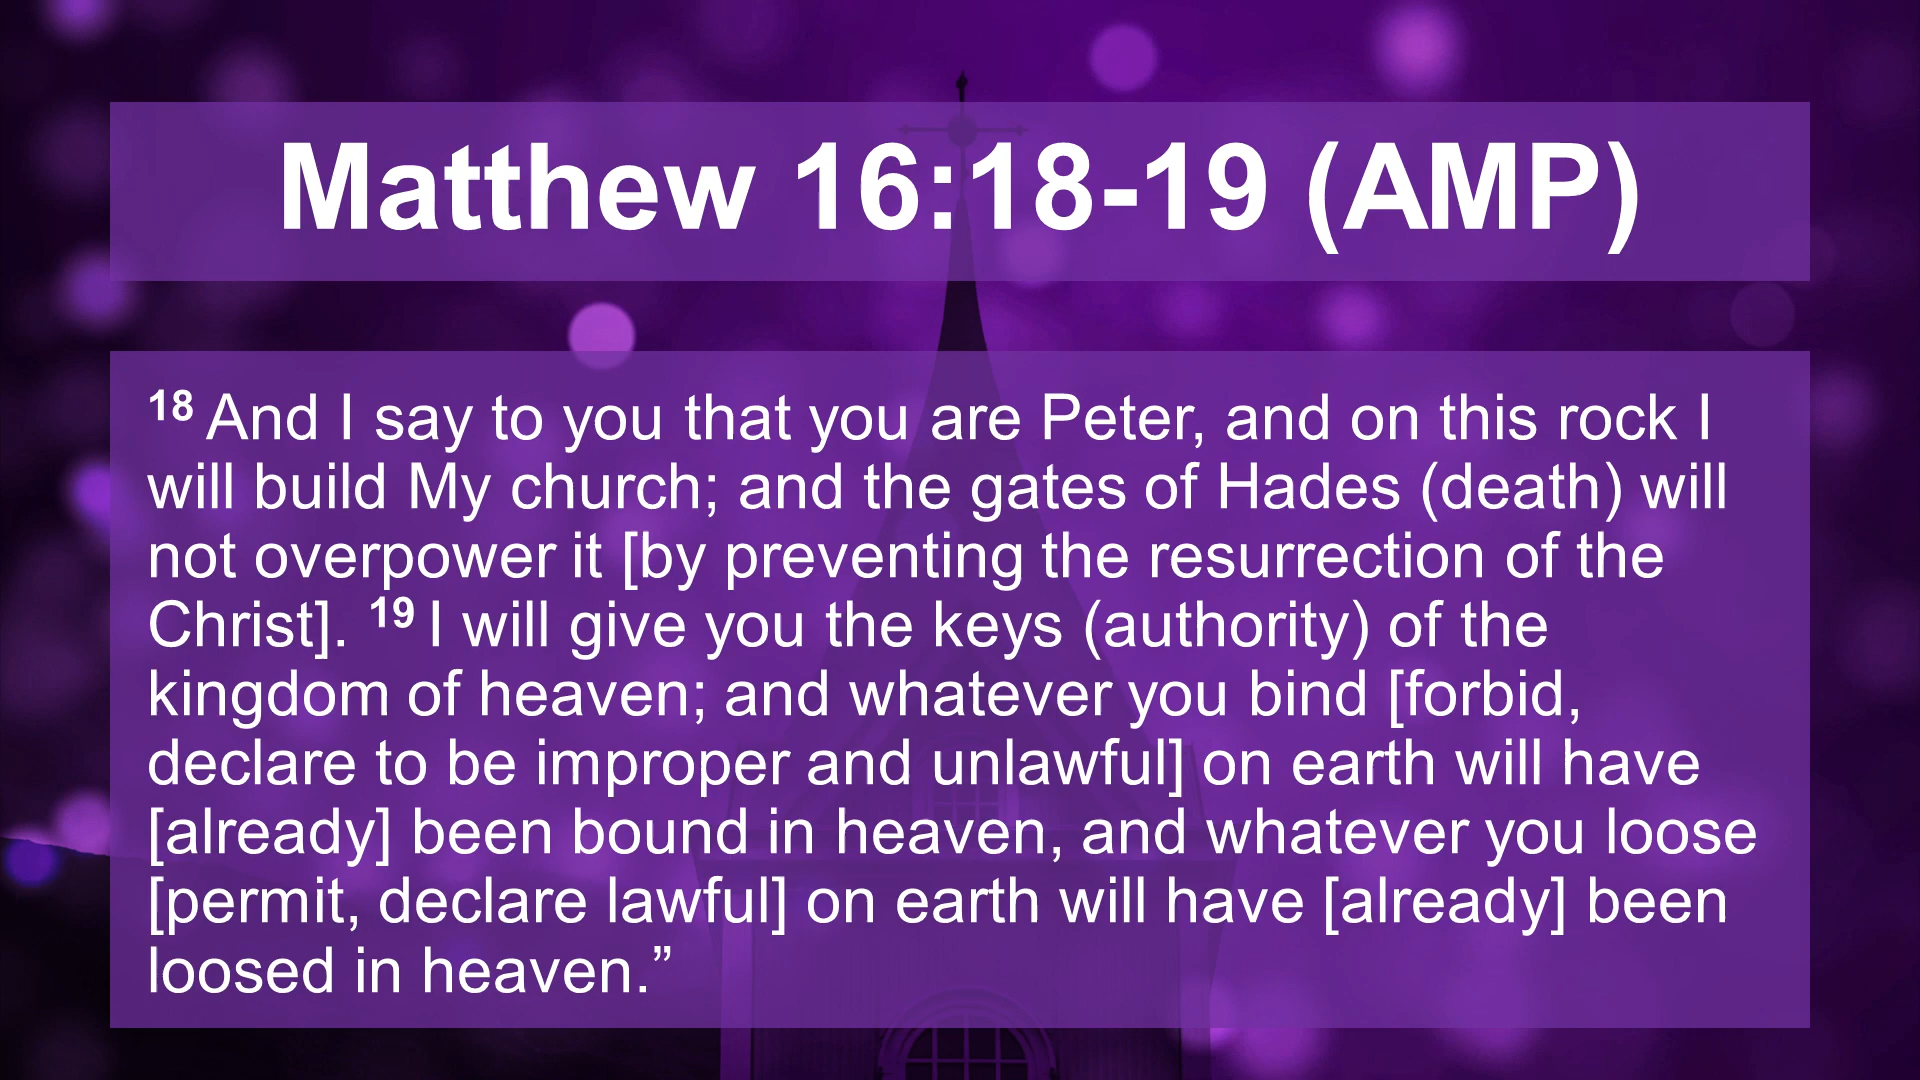 Matthew 16:18-19 (AMP)
18 And I say to you that you are Peter, and on this rock I
will build My church; and the gates of Hades (death) will
not overpower it [by preventing the resurrection of the
Christ]. 19 I will give you the keys (authority) of the
kingdom of heaven; and whatever you bind [forbid,
declare to be improper and unlawful] on earth will have
[already] been bound in heaven, and whatever you loose
[permit, declare lawful] on earth will have [already] been
loosed in heaven.”